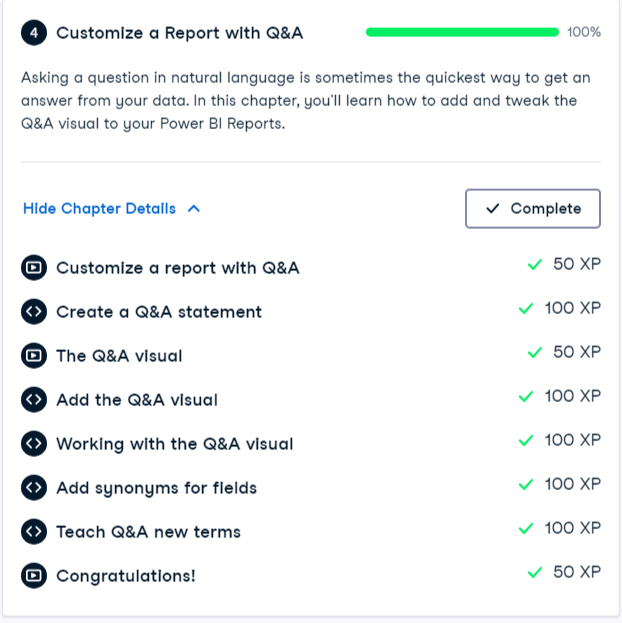 4 Customize a Report with Q&A 100%
Asking a question in natural language is sometimes the quickest way to get an
answer from your data. In this chapter, you'll learn how to add and tweak the
Q&A visual to your Power BI Reports.
Hide Chapter Details Complete
Customize a report with Q&A 50 XP
Create a Q&A statement 100 XP
The Q&A visual 50 XP
Add the Q&A visual 100 XP
Working with the Q&A visual 100 XP
Add synonyms for fields 100 XP
Teach Q&A new terms 100 XP
Congratulations! 50 XP